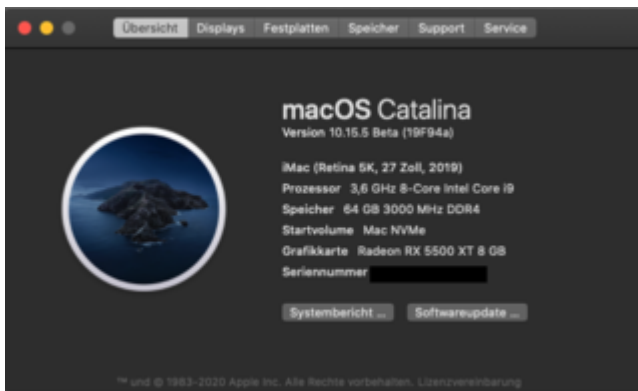 Übersicht Displays Festplatten Speicher Support Service
macOS Catalina
Version 10.15.5 Beta (19F94a)
iMac (Retina 5K, 27 Zoll, 2019)
Prozessor 3,6 GHz 8-Core Intel Core i9
Speicher 64 GB 3000 MHz DDR4
Startvolume Mac NVMe
Grafikkarte Radeon RX 5500 XT 8 GB
Seriennummer
Systembericht ... Softwareupdate ...
™ und © 1983-2020 Apple Inc. Alle Rechte vorbehalten. Lizenzvereinbarung